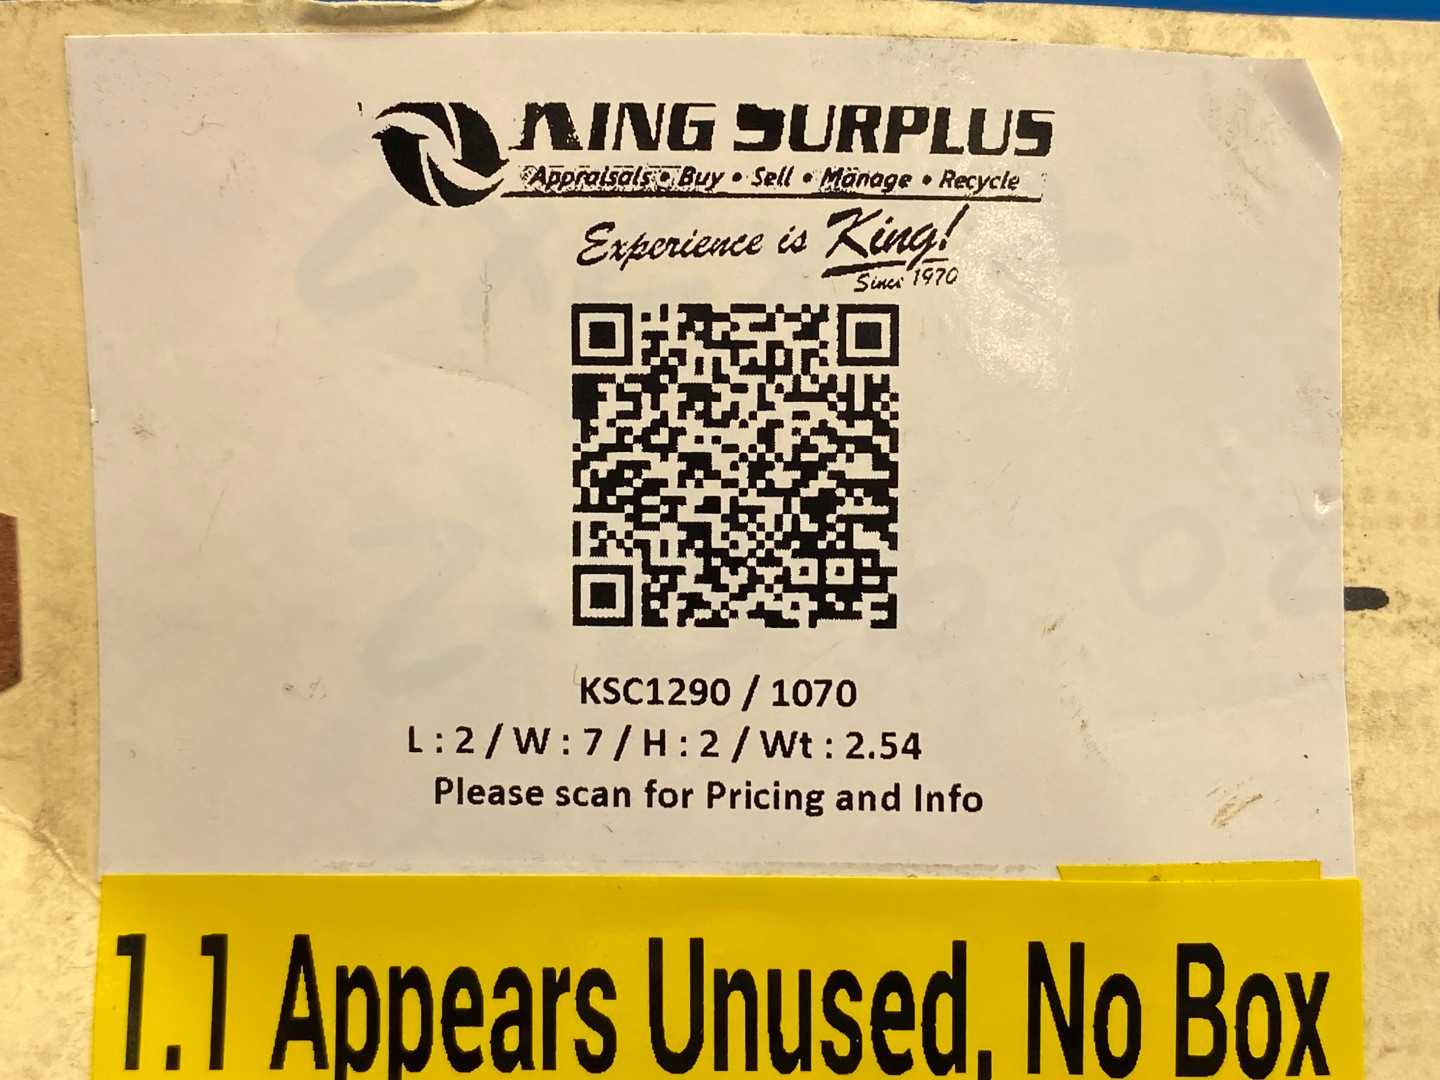 KING SURPLUS
Appraisals • Buy • Sell • Manage • Recycle
Experience is King!
Since 1970
KSC1290 / 1070
L : 2 / W : 7 / H : 2 / Wt : 2.54
Please scan for Pricing and Info
1.1 Appears Unused, No Box